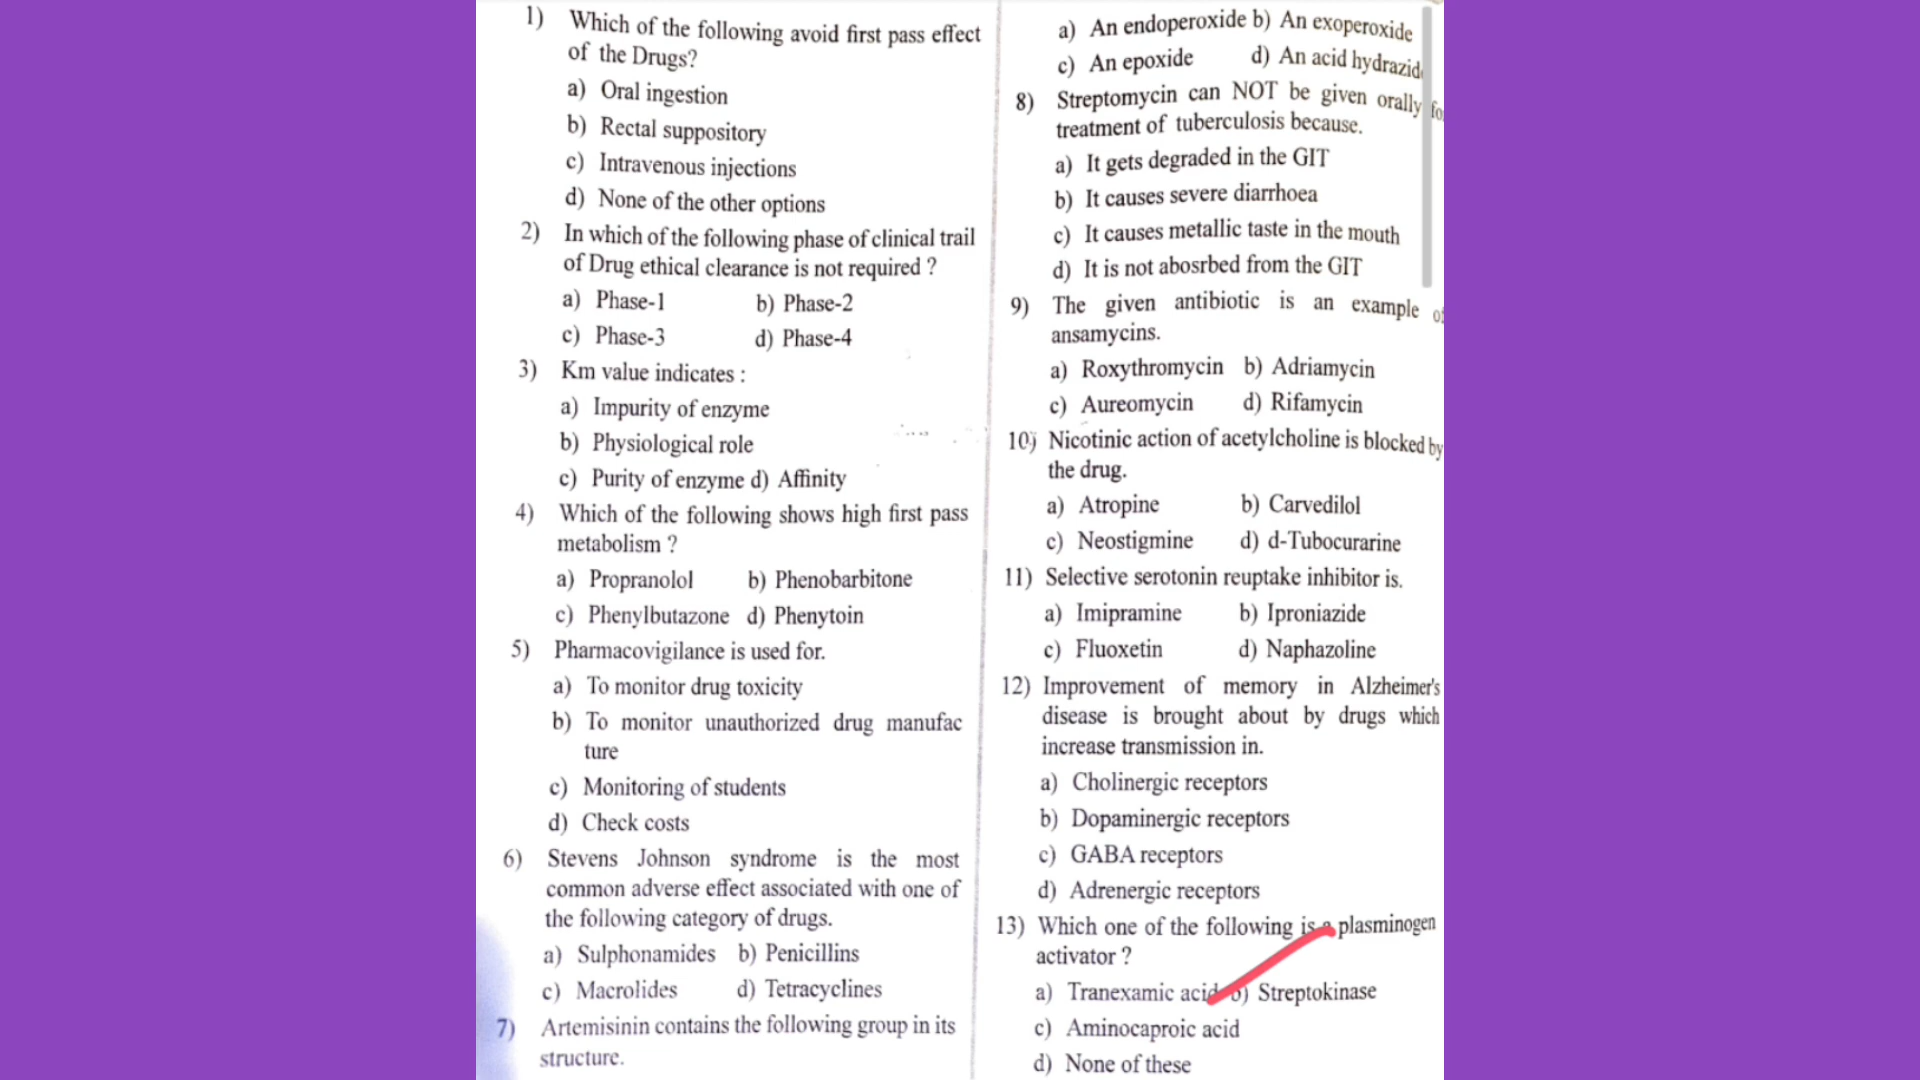 1) Which of the following avoid first pass effect
of the Drugs?
a) Oral ingestion
b) Rectal suppository
c) Intravenous injections
d) None of the other options
2) In which of the following phase of clinical trail
of Drug ethical clearance is not required ?
a) Phase-1 b) Phase-2
c) Phase-3 d) Phase-4
3) Km value indicates :
a) Impurity of enzyme
b) Physiological role
c) Purity of enzyme d) Affinity
4) Which of the following shows high first pass
metabolism ?
a) Propranolol b) Phenobarbitone
c) Phenylbutazone d) Phenytoin
5) Pharmacovigilance is used for.
a) To monitor drug toxicity
b) To monitor unauthorized drug manufac
ture
c) Monitoring of students
d) Check costs
6) Stevens Johnson syndrome is the most
common adverse effect associated with one of
the following category of drugs.
a) Sulphonamides b) Penicillins
c) Macrolides d) Tetracyclines
7) Artemisinin contains the following group in its
structure.
a) An endoperoxide b) An exoperoxide
c) An epoxide d) An acid hydrazid
8) Streptomycin can NOT be given orally fo
treatment of tuberculosis because.
a) It gets degraded in the GIT
b) It causes severe diarrhoea
c) It causes metallic taste in the mouth
d) It is not abosrbed from the GIT
9) The given antibiotic is an example of
ansamycins.
a) Roxythromycin b) Adriamycin
c) Aureomycin d) Rifamycin
10) Nicotinic action of acetylcholine is blocked by
the drug.
a) Atropine b) Carvedilol
c) Neostigmine d) d-Tubocurarine
11) Selective serotonin reuptake inhibitor is.
a) Imipramine b) Iproniazide
c) Fluoxetin d) Naphazoline
12) Improvement of memory in Alzheimer's
disease is brought about by drugs which
increase transmission in.
a) Cholinergic receptors
b) Dopaminergic receptors
c) GABA receptors
d) Adrenergic receptors
13) Which one of the following is a plasminogen
activator ?
a) Tranexamic acid b) Streptokinase
c) Aminocaproic acid
d) None of these